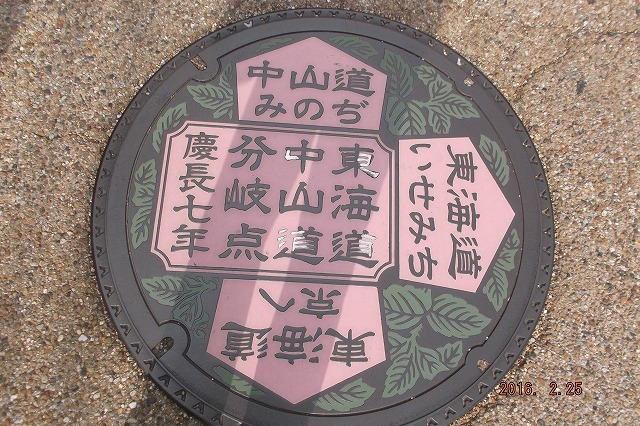 中山道
みのぢ
東海道
中山道
分岐点
慶長七年
東海道
いせみち
東海道
京へ
2016. 2.25